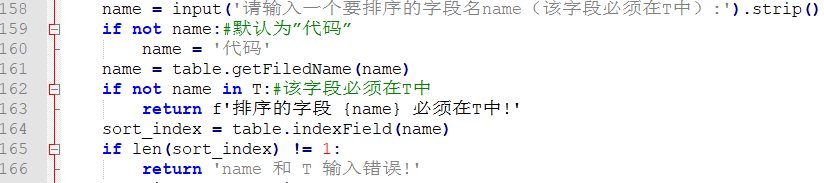 158 name = input('请输入一个要排序的字段名name（该字段必须在T中）:').strip()
159 if not name:#默认为”代码”
160 name = '代码'
161 name = table.getFiledName(name)
162 if not name in T:#该字段必须在T中
163 return f'排序的字段 {name} 必须在T中!'
164 sort_index = table.indexField(name)
165 if len(sort_index) != 1:
166 return 'name 和 T 输入错误!'